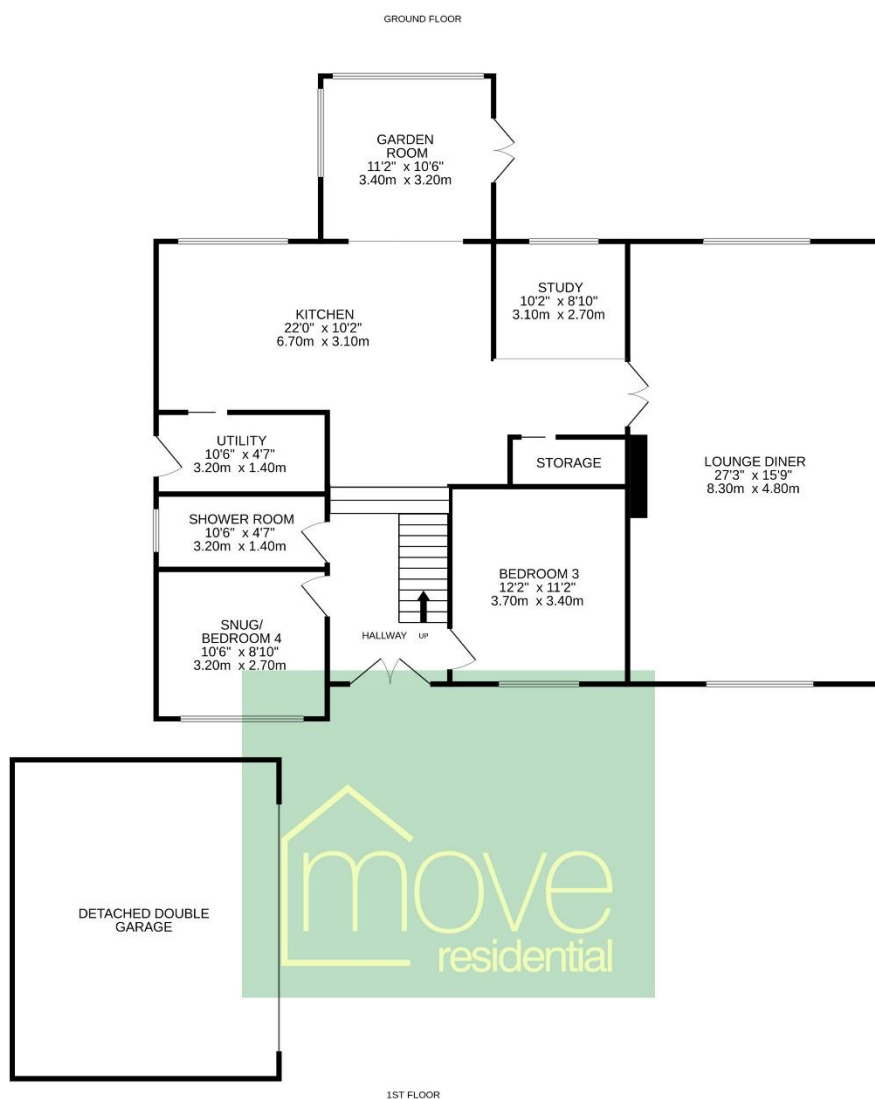 GROUND FLOOR
GARDEN
ROOM
11'2" x 10'6"
3.40m x 3.20m
STUDY
10'2" x 8'10"
3.10m x 2.70m
KITCHEN
22'0" x 10'2"
6.70m x 3.10m
UTILITY
10'6" x 4'7"
3.20m x 1.40m
STORAGE
LOUNGE DINER
27'3" x 15'9"
8.30m x 4.80m
SHOWER ROOM
10'6" x 4'7"
3.20m x 1.40m
BEDROOM 3
12'2" x 11'2"
3.70m x 3.40m
SNUG/
BEDROOM 4
10'6" x 8'10"
3.20m x 2.70m
HALLWAY
UP
move
residential
DETACHED DOUBLE
GARAGE
1ST FLOOR